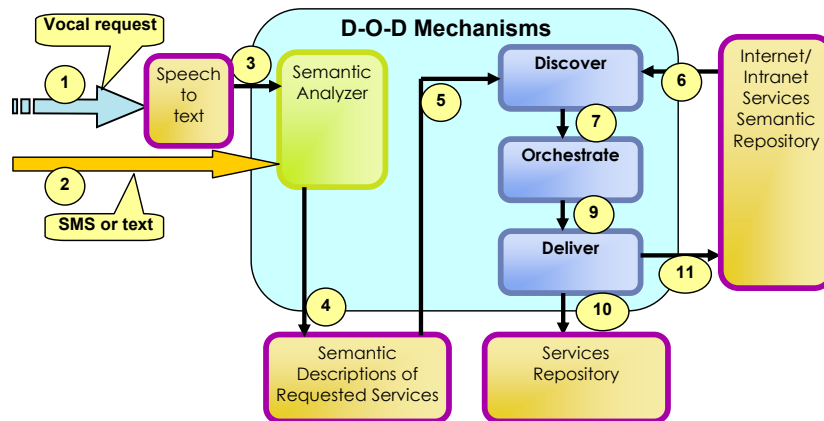 D-O-D Mechanisms
Vocal request
1
Speech
to
text
3
Semantic
Analyzer
5
Discover
6
Internet/
Intranet
Services
Semantic
Repository
7
Orchestrate
2
SMS or text
9
Deliver
11
4
10
Semantic
Descriptions of
Requested Services
Services
Repository